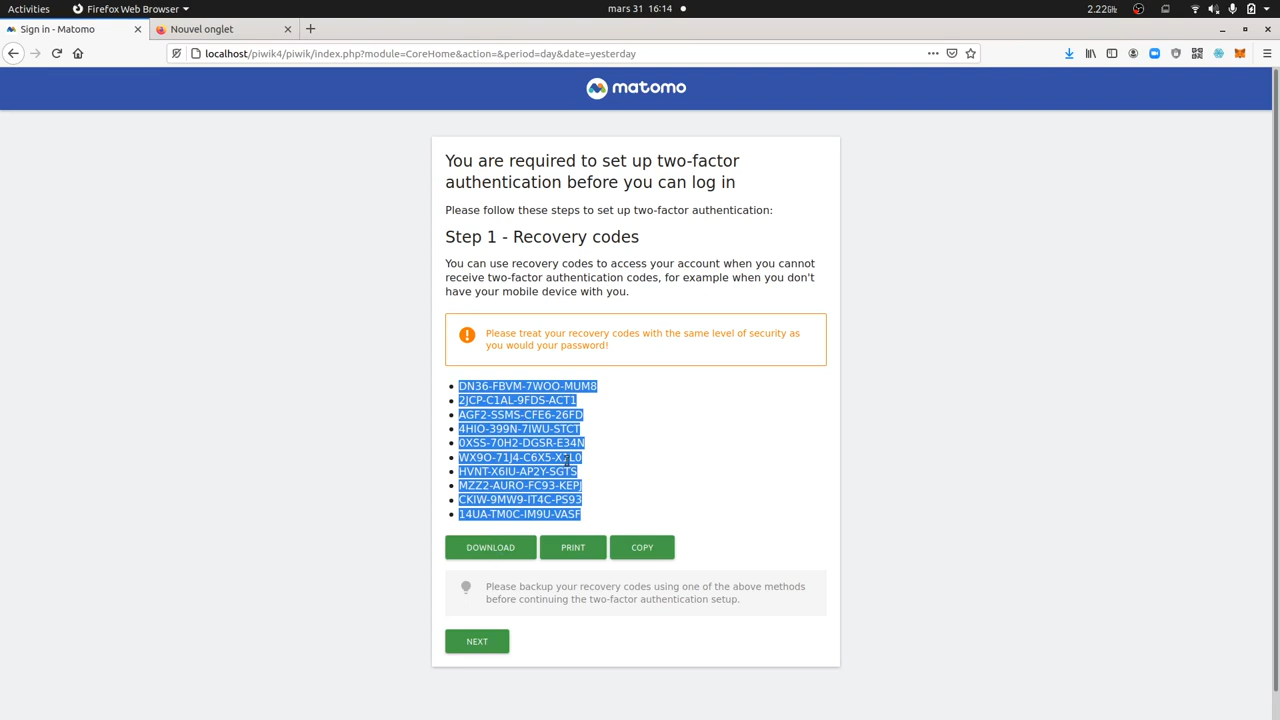 Activities
Firefox Web Browser
mars 31 16:14
2.22
Sign in - Matomo
Nouvel onglet
localhost/piwik4/piwik/index.php?module=CoreHome&action=&period=day&date=yesterday
matomo
You are required to set up two-factor
authentication before you can log in
Please follow these steps to set up two-factor authentication:
Step 1 - Recovery codes
You can use recovery codes to access your account when you cannot
receive two-factor authentication codes, for example when you don't
have your mobile device with you.
Please treat your recovery codes with the same level of security as
you would your password!
DN36-FBVM-7WOO-MUM8
2JCP-C1AL-9FDS-ACT1
AGF2-SSMS-CFE6-26FD
4HIO-399N-7IWU-STCT
0XSS-70H2-DGSR-E34N
WX9O-71J4-C6X5-
HVNT-X6IU-AP2Y-SGTS
MZZ2-AURO-FC93-KEPJ
CKIW-9MW9-IT4C-PS93
14UA-TM0C-IM9U-VASF
DOWNLOAD
PRINT
COPY
Please backup your recovery codes using one of the above methods
before continuing the two-factor authentication setup.
NEXT